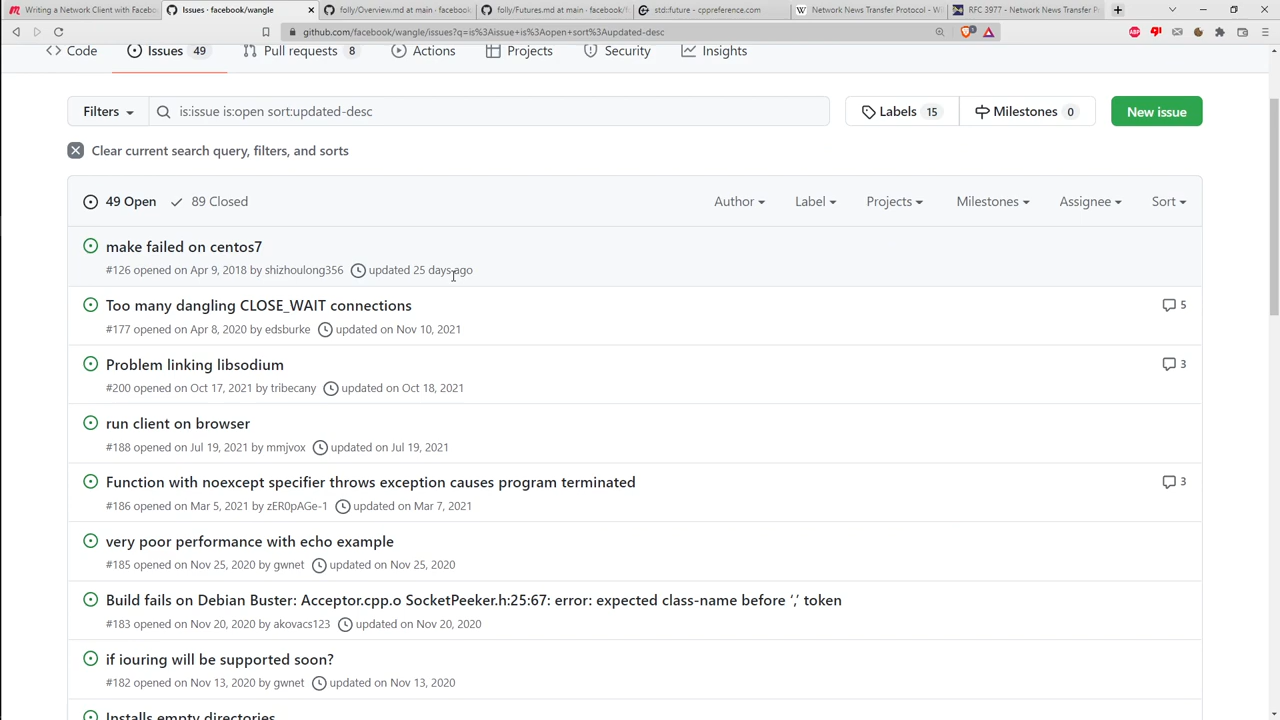 Writing a Network Client with Faceb
Issues · facebook/wangle
folly/Overview.md at main · facebook
folly/Futures.md at main · facebook/f
std::future - cppreference.com
Network News Transfer Protocol - Wi
RFC 3977 - Network News Transfer P
github.com/facebook/wangle/issues?q=is%3Aissue+is%3Aopen+sort%3Aupdated-desc
Code
Issues 49
Pull requests 8
Actions
Projects
Security
Insights
Filters
is:issue is:open sort:updated-desc
Labels 15
Milestones 0
New issue
Clear current search query, filters, and sorts
49 Open
89 Closed
Author
Label
Projects
Milestones
Assignee
Sort
make failed on centos7
#126 opened on Apr 9, 2018 by shizhoulong356 updated 25 days ago
Too many dangling CLOSE_WAIT connections
5
#177 opened on Apr 8, 2020 by edsburke updated on Nov 10, 2021
Problem linking libsodium
3
#200 opened on Oct 17, 2021 by tribecany updated on Oct 18, 2021
run client on browser
#188 opened on Jul 19, 2021 by mmjvox updated on Jul 19, 2021
Function with noexcept specifier throws exception causes program terminated
3
#186 opened on Mar 5, 2021 by zER0pAGe-1 updated on Mar 7, 2021
very poor performance with echo example
#185 opened on Nov 25, 2020 by gwnet updated on Nov 25, 2020
Build fails on Debian Buster: Acceptor.cpp.o SocketPeeker.h:25:67: error: expected class-name before ‘,’ token
#183 opened on Nov 20, 2020 by akovacs123 updated on Nov 20, 2020
if iouring will be supported soon?
#182 opened on Nov 13, 2020 by gwnet updated on Nov 13, 2020
Installs empty directories